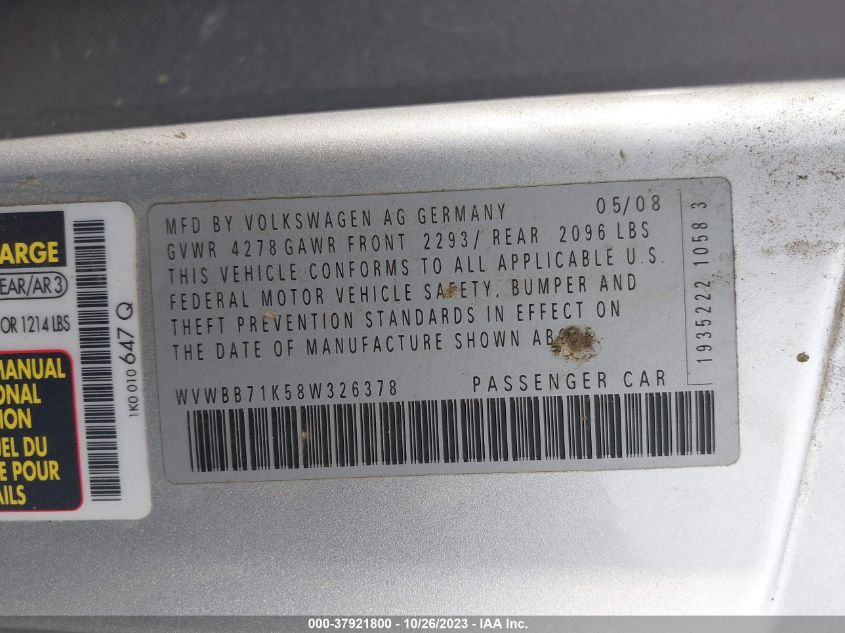 ARGE
EAR/AR 3
OR 1214 LBS
MANUAL
ONAL
TION
UEL DU
E POUR
AILS
1K0 010 647 Q
MFD BY VOLKSWAGEN AG GERMANY 05/08
GVWR 4278 GAWR FRONT 2293/ REAR 2096 LBS
THIS VEHICLE CONFORMS TO ALL APPLICABLE U.S.
FEDERAL MOTOR VEHICLE SAFETY, BUMPER AND
THEFT PREVENTION STANDARDS IN EFFECT ON
THE DATE OF MANUFACTURE SHOWN
WVWBB71K58W326378 PASSENGER CAR
1935222 1058 3
000-37921800 - 10/26/2023 - IAA Inc.